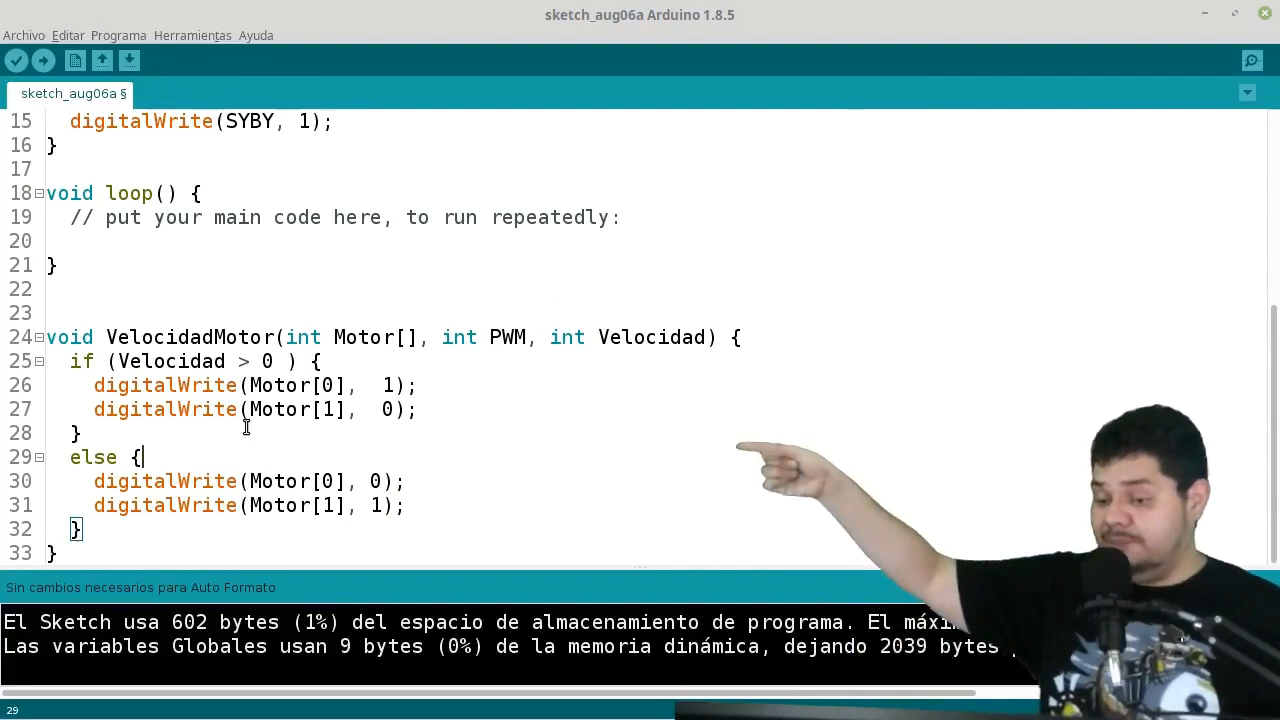 sketch_aug06a Arduino 1.8.5
Archivo Editar Programa Herramientas Ayuda
sketch_aug06a §
15 digitalWrite(SYBY, 1);
16 }
17
18 void loop() {
19 // put your main code here, to run repeatedly:
20
21 }
22
23
24 void VelocidadMotor(int Motor[], int PWM, int Velocidad) {
25 if (Velocidad > 0 ) {
26 digitalWrite(Motor[0],  1);
27 digitalWrite(Motor[1],  0);
28 }
29 else {
30 digitalWrite(Motor[0], 0);
31 digitalWrite(Motor[1], 1);
32 }
33 }
Sin cambios necesarios para Auto Formato
El Sketch usa 602 bytes (1%) del espacio de almacenamiento de programa. El
Las variables Globales usan 9 bytes (0%) de la memoria dinámica, dejando 2039 bytes
29